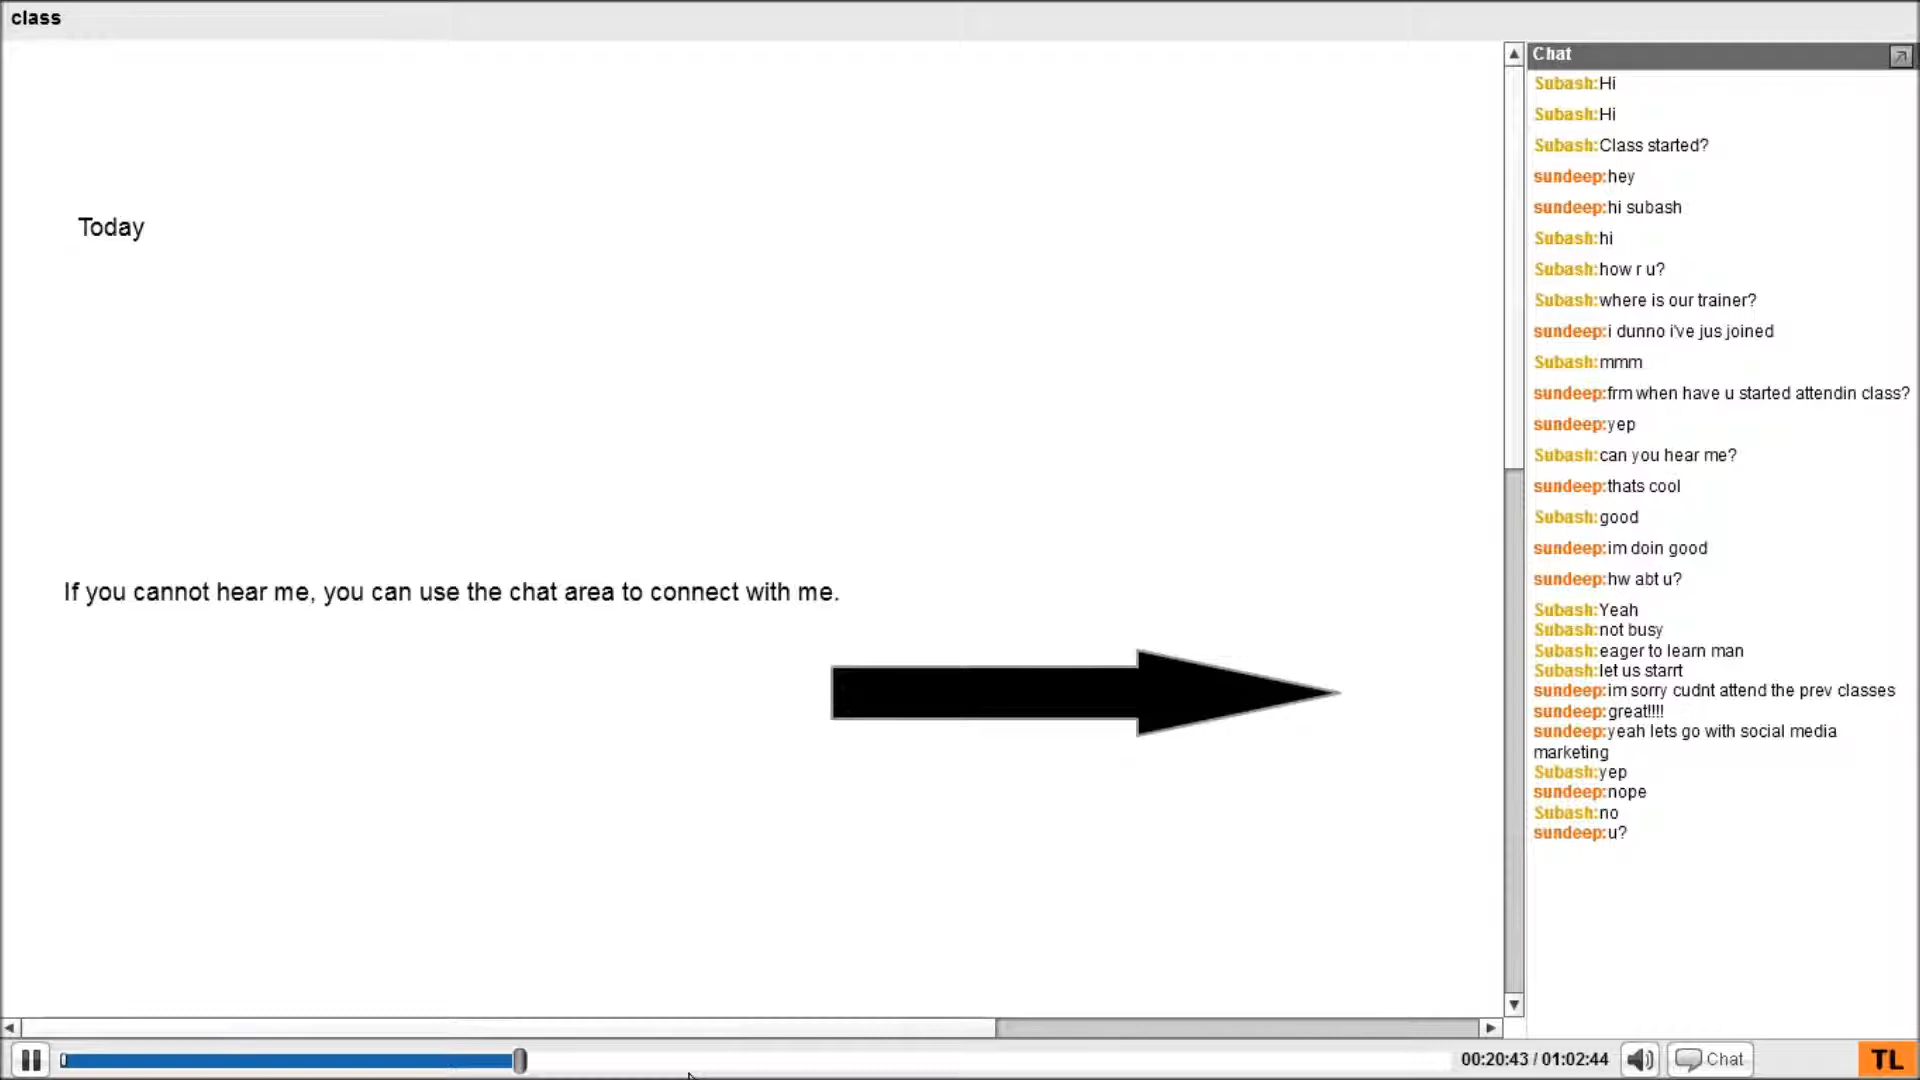 class
Today
If you cannot hear me, you can use the chat area to connect with me.
Chat
Subash:Hi
Subash:Hi
Subash:Class started?
sundeep:hey
sundeep:hi subash
Subash:hi
Subash:how r u?
Subash:where is our trainer?
sundeep:i dunno i've jus joined
Subash:mmm
sundeep:frm when have u started attendin class?
sundeep:yep
Subash:can you hear me?
sundeep:thats cool
Subash:good
sundeep:im doin good
sundeep:hw abt u?
Subash:Yeah
Subash:not busy
Subash:eager to learn man
Subash:let us starrt
sundeep:im sorry cudnt attend the prev classes
sundeep:great!!!!
sundeep:yeah lets go with social media
marketing
Subash:yep
sundeep:nope
Subash:no
sundeep:u?
00:20:43 / 01:02:44
Chat
TL